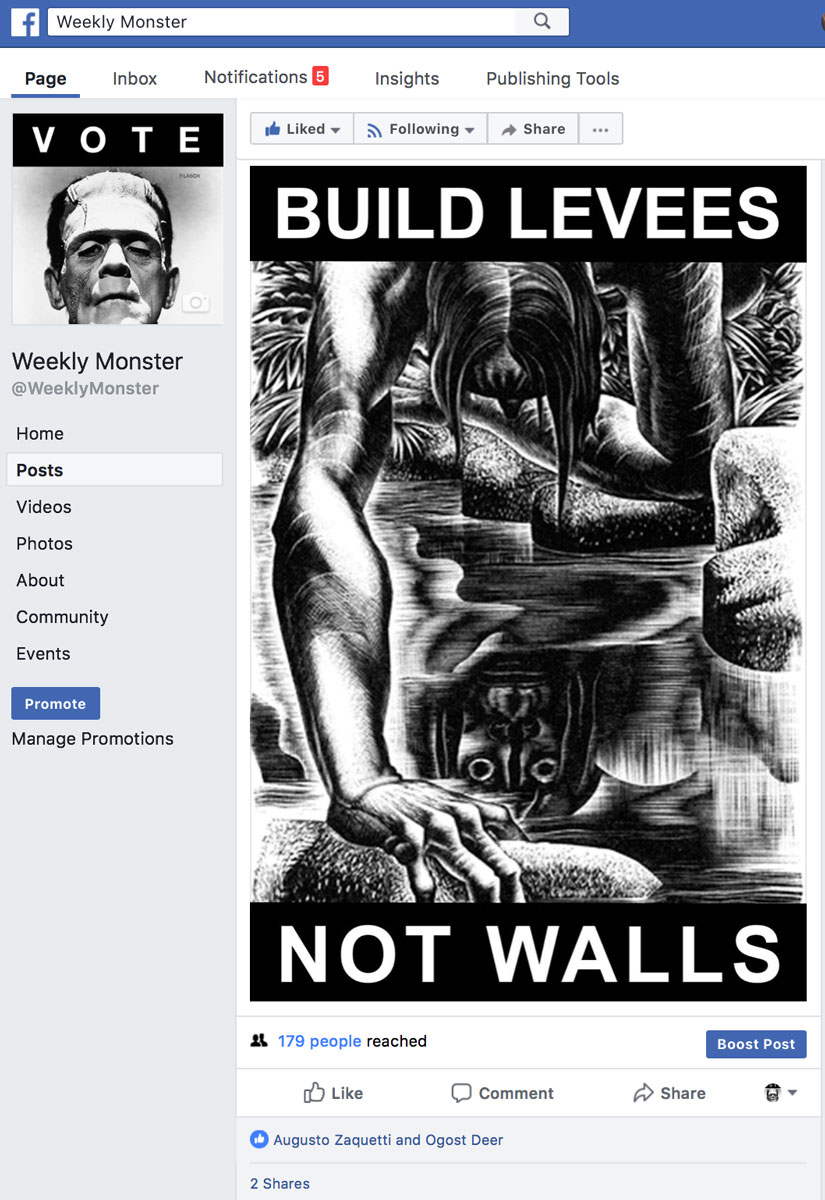 Weekly Monster
Page
Inbox
Notifications 5
Insights
Publishing Tools
VOTE
Weekly Monster
@WeeklyMonster
Home
Posts
Videos
Photos
About
Community
Events
Promote
Manage Promotions
Liked
Following
Share
BUILD LEVEES
NOT WALLS
179 people reached
Boost Post
Like
Comment
Share
Augusto Zaquetti and Ogost Deer
2 Shares